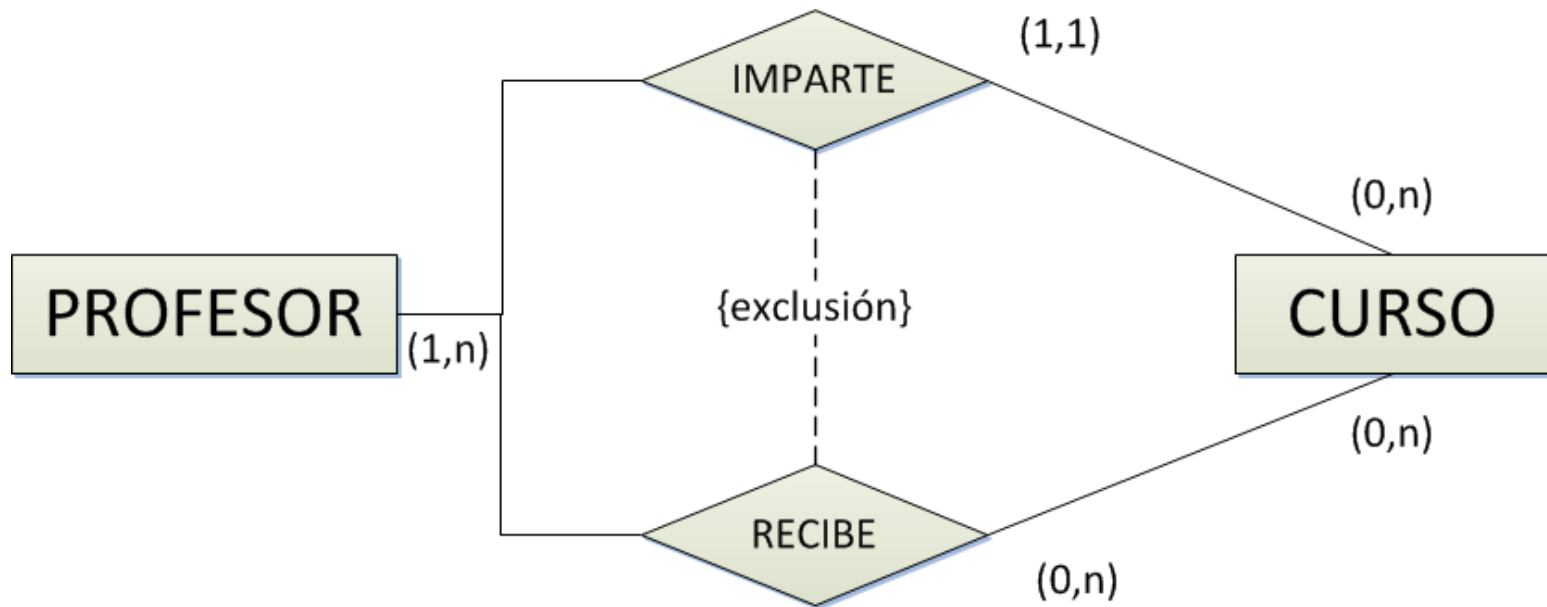 (1,1)
IMPARTE
(0,n)
PROFESOR
{exclusión}
CURSO
(1,n)
(0,n)
RECIBE
(0,n)